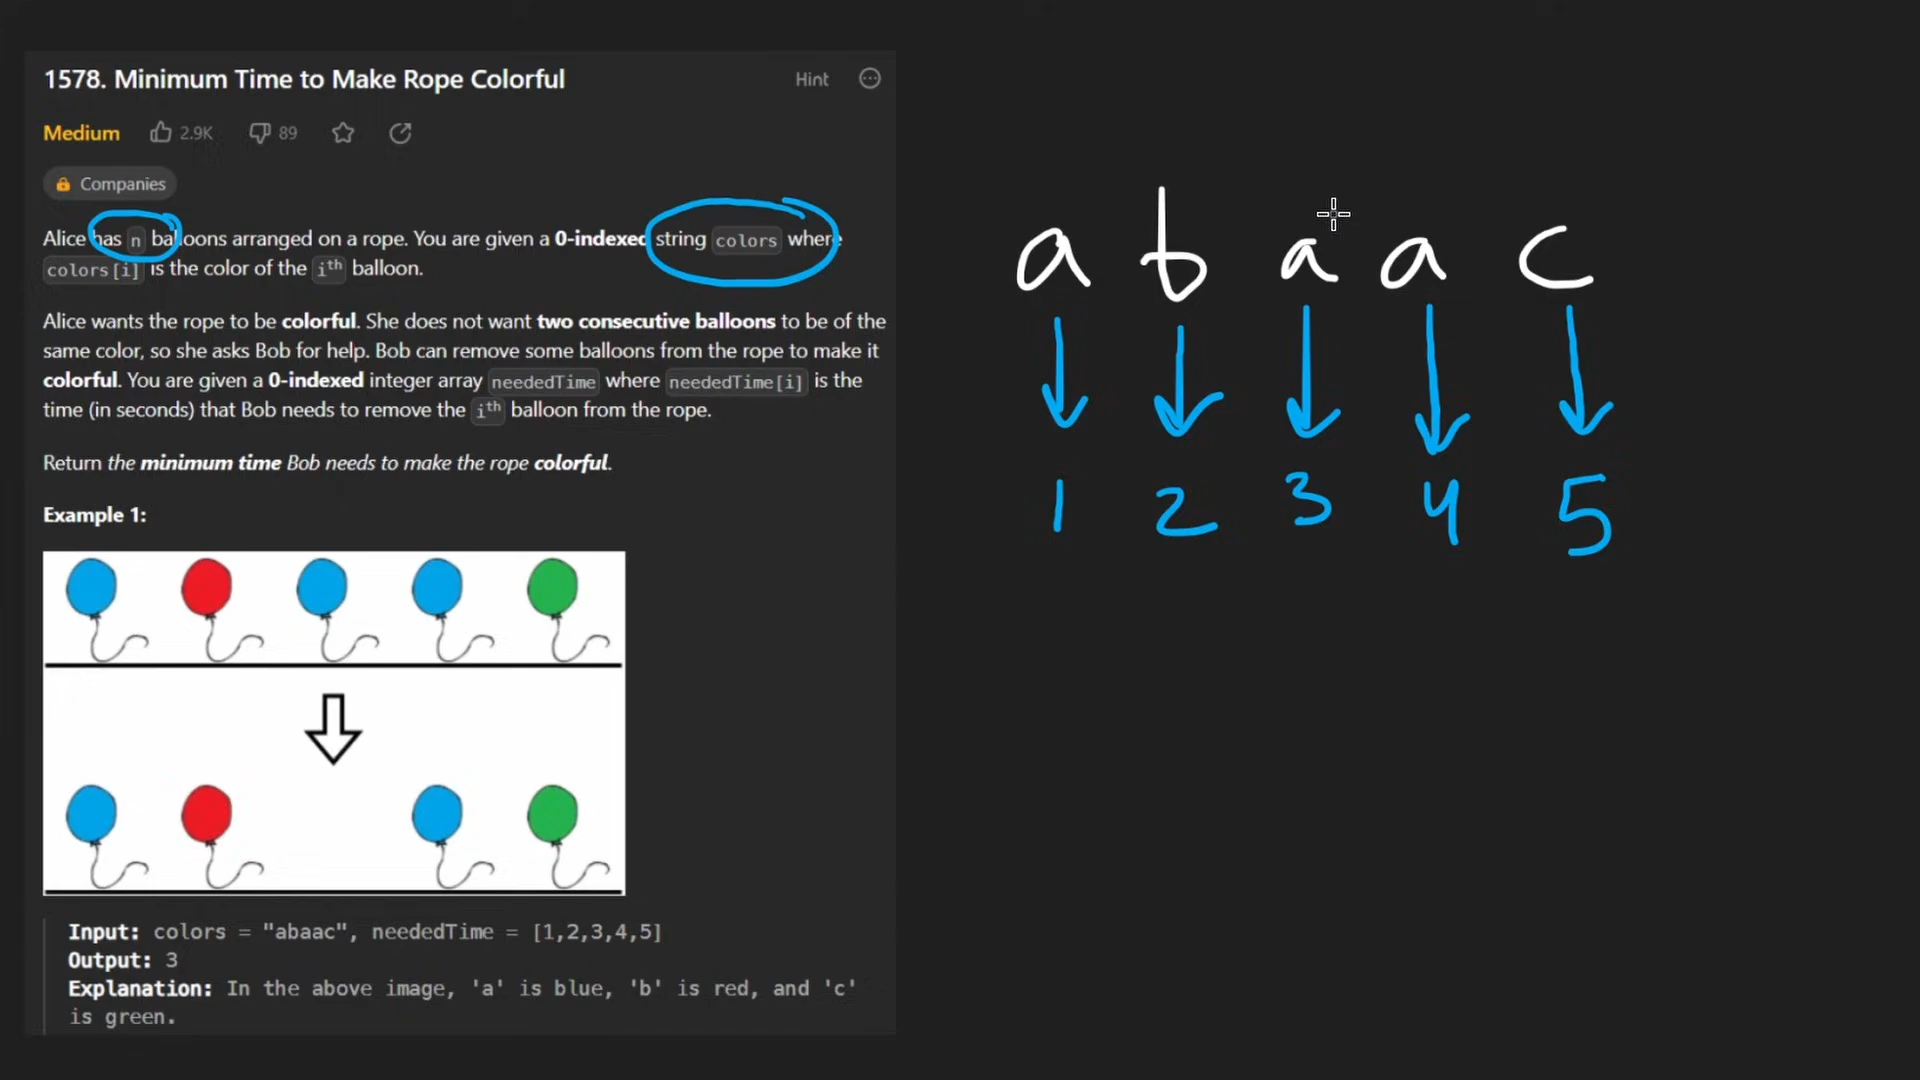 1578. Minimum Time to Make Rope Colorful
Hint
Medium 2.9K 89
Companies
Alice has n balloons arranged on a rope. You are given a 0-indexed string colors where
colors[i] is the color of the ith balloon.
Alice wants the rope to be colorful. She does not want two consecutive balloons to be of the
same color, so she asks Bob for help. Bob can remove some balloons from the rope to make it
colorful. You are given a 0-indexed integer array neededTime where neededTime[i] is the
time (in seconds) that Bob needs to remove the ith balloon from the rope.
Return the minimum time Bob needs to make the rope colorful.
Example 1:
Input: colors = "abaac", neededTime = [1,2,3,4,5]
Output: 3
Explanation: In the above image, 'a' is blue, 'b' is red, and 'c'
is green.
a b a a c
1 2 3 4 5